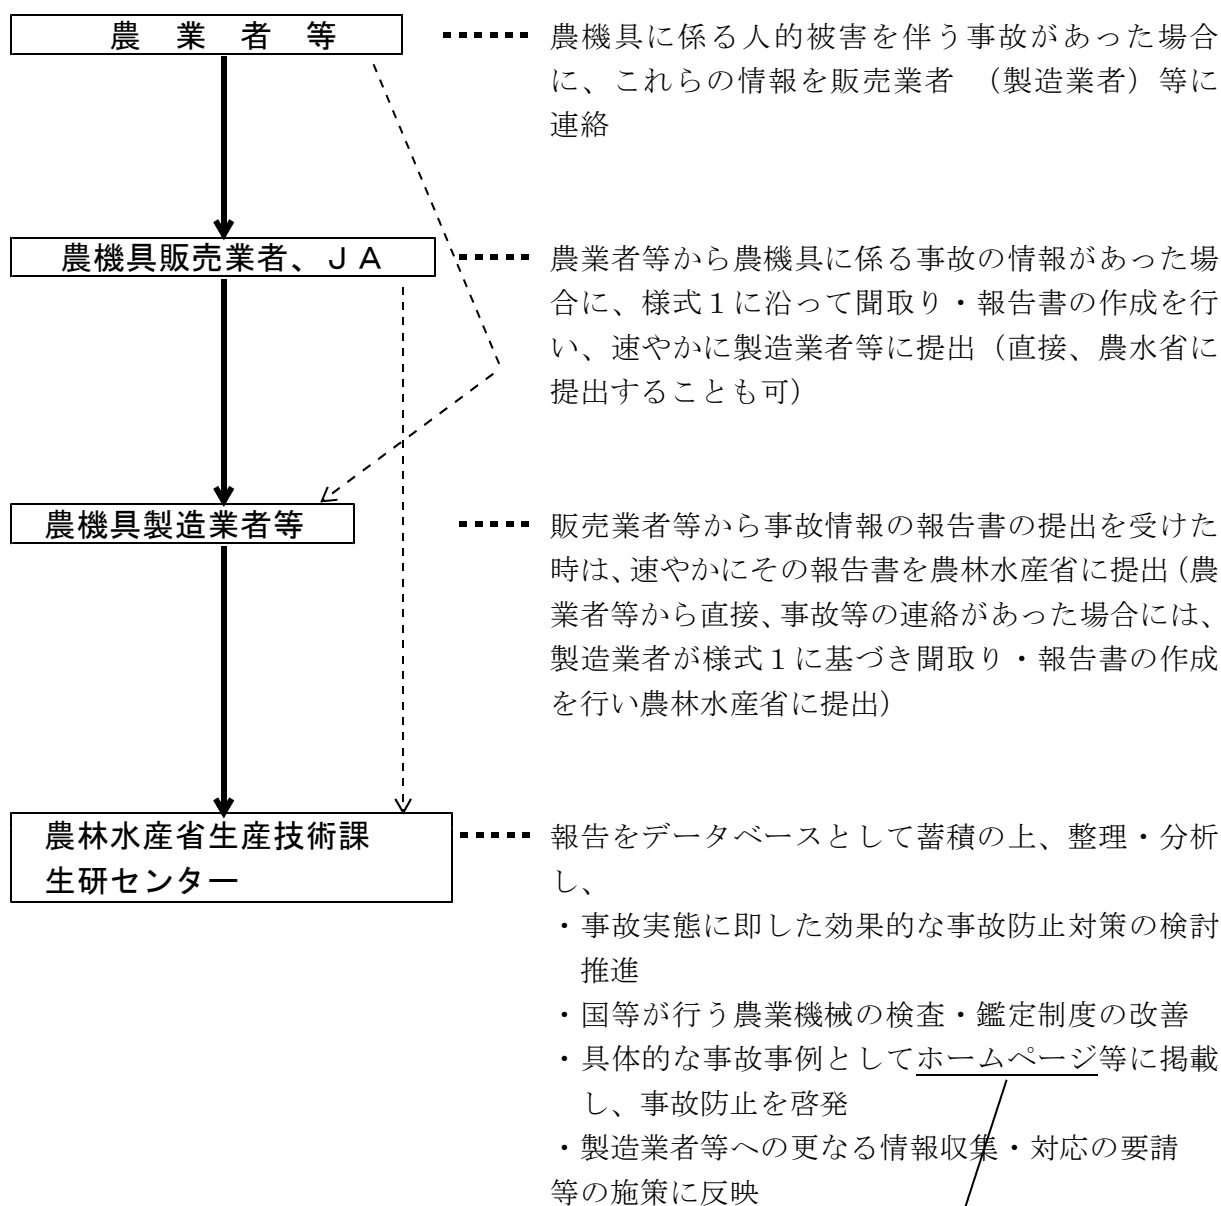 農　業　者　等
農機具に係る人的被害を伴う事故があった場合
に、これらの情報を販売業者　（製造業者）等に
連絡
農機具販売業者、ＪＡ
農業者等から農機具に係る事故の情報があった場
合に、様式１に沿って聞取り・報告書の作成を行
い、速やかに製造業者等に提出（直接、農水省に
提出することも可）
農機具製造業者等
販売業者等から事故情報の報告書の提出を受けた
時は、速やかにその報告書を農林水産省に提出（農
業者等から直接、事故等の連絡があった場合には、
製造業者が様式１に基づき聞取り・報告書の作成
を行い農林水産省に提出）
農林水産省生産技術課
生研センター
報告をデータベースとして蓄積の上、整理・分析
し、
・事故実態に即した効果的な事故防止対策の検討
推進
・国等が行う農業機械の検査・鑑定制度の改善
・具体的な事故事例としてホームページ等に掲載
し、事故防止を啓発
・製造業者等への更なる情報収集・対応の要請
等の施策に反映